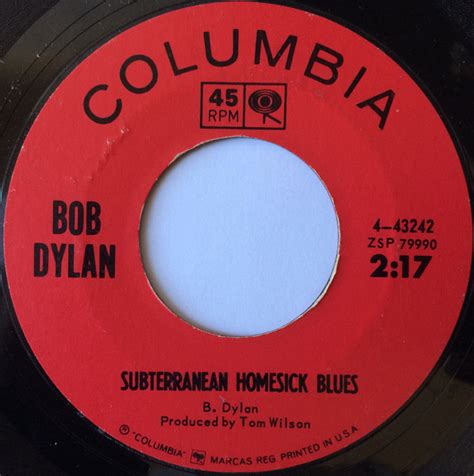 COLUMBIA
45
RPM
BOB
DYLAN
4-43242
ZSP 79990
2:17
SUBTERRANEAN HOMESICK BLUES
B. Dylan
Produced by Tom Wilson
® "COLUMBIA" MARCAS REG. PRINTED IN U.S.A.